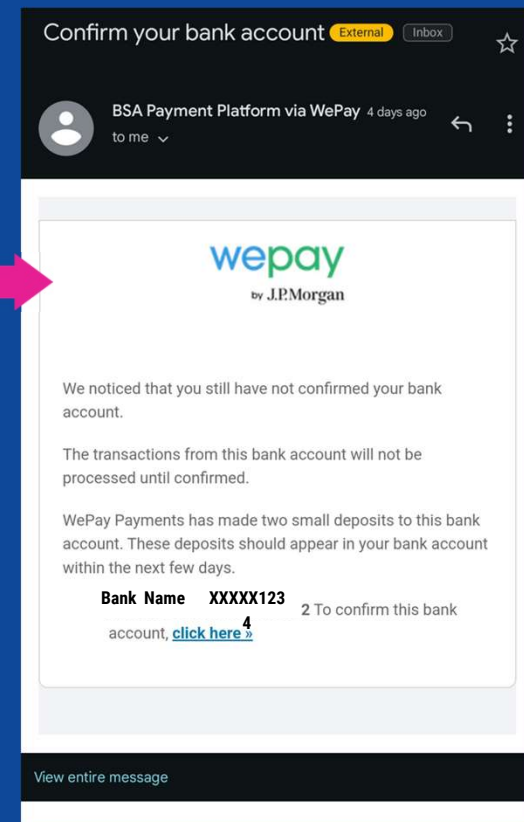 Confirm your bank account External Inbox
BSA Payment Platform via WePay 4 days ago
to me
wepay
by J.P.Morgan
We noticed that you still have not confirmed your bank
account.
The transactions from this bank account will not be
processed until confirmed.
WePay Payments has made two small deposits to this bank
account. These deposits should appear in your bank account
within the next few days.
Bank Name XXXXX123
4
2 To confirm this bank
account, click here »
View entire message